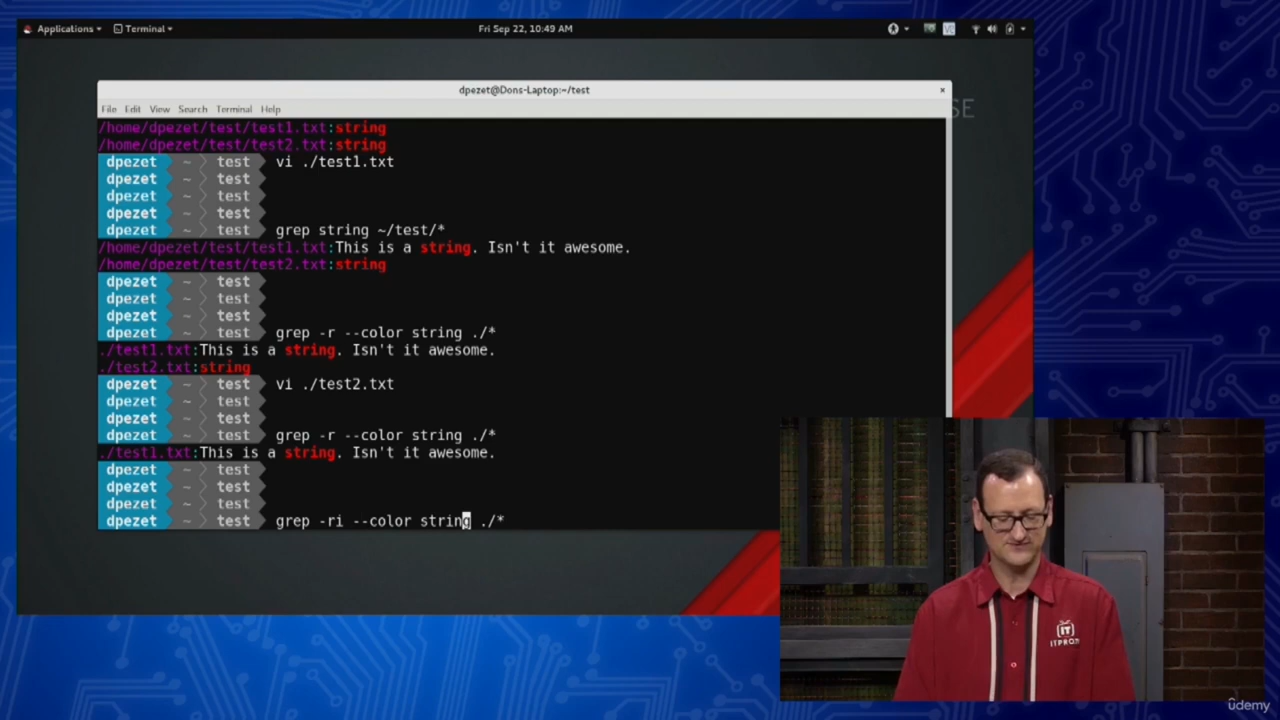 Applications Terminal Fri Sep 22, 10:49 AM
dpezet@Dons-Laptop:~/test ×
File Edit View Search Terminal Help
SE
/home/dpezet/test/test1.txt:string
/home/dpezet/test/test2.txt:string
dpezet ~ test vi ./test1.txt
dpezet ~ test
dpezet ~ test
dpezet ~ test
dpezet ~ test grep string ~/test/*
/home/dpezet/test/test1.txt:This is a string. Isn't it awesome.
/home/dpezet/test/test2.txt:string
dpezet ~ test
dpezet ~ test
dpezet ~ test
dpezet ~ test grep -r --color string ./*
./test1.txt:This is a string. Isn't it awesome.
./test2.txt:string
dpezet ~ test vi ./test2.txt
dpezet ~ test
dpezet ~ test
dpezet ~ test grep -r --color string ./*
./test1.txt:This is a string. Isn't it awesome.
dpezet ~ test
dpezet ~ test
dpezet ~ test
dpezet ~ test grep -ri --color string ./*
IT
ITPRO.TV
ûdemy